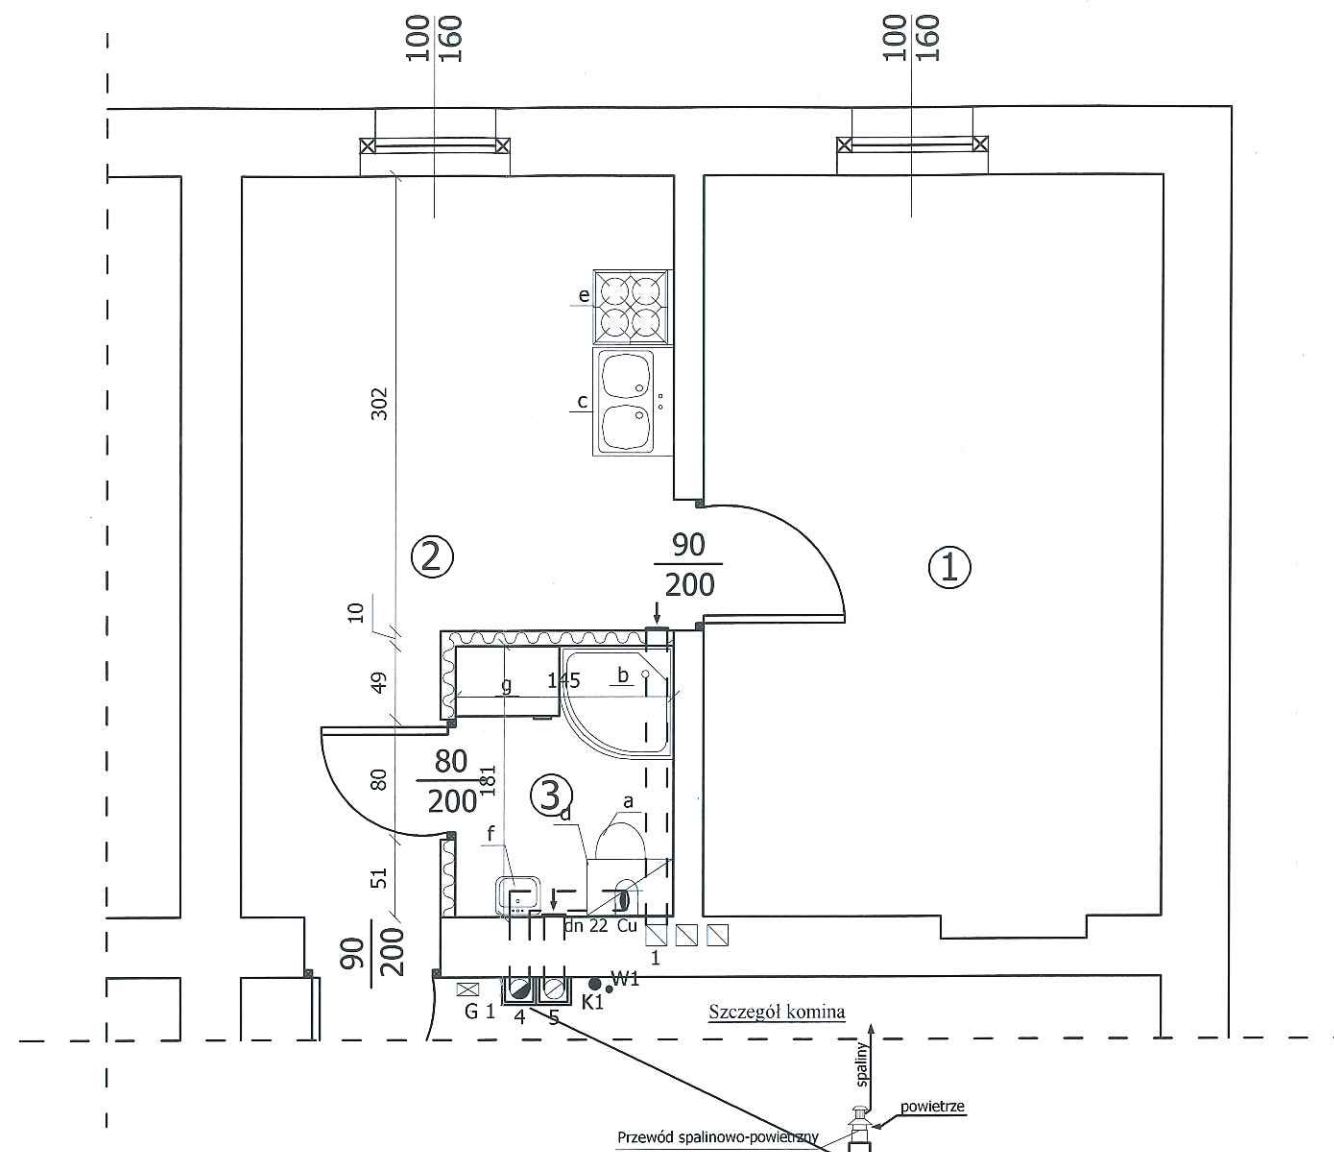 100
160
100
160
e
302
c
90
200
2
1
10
49
g
145
b
80
200
80
181
3
d
a
f
51
dn 22 Cu
90
200
1
G 1
4
5
K1
W1
Szczegół komina
spaliny
powietrze
Przewód spalinowo-powietrzny